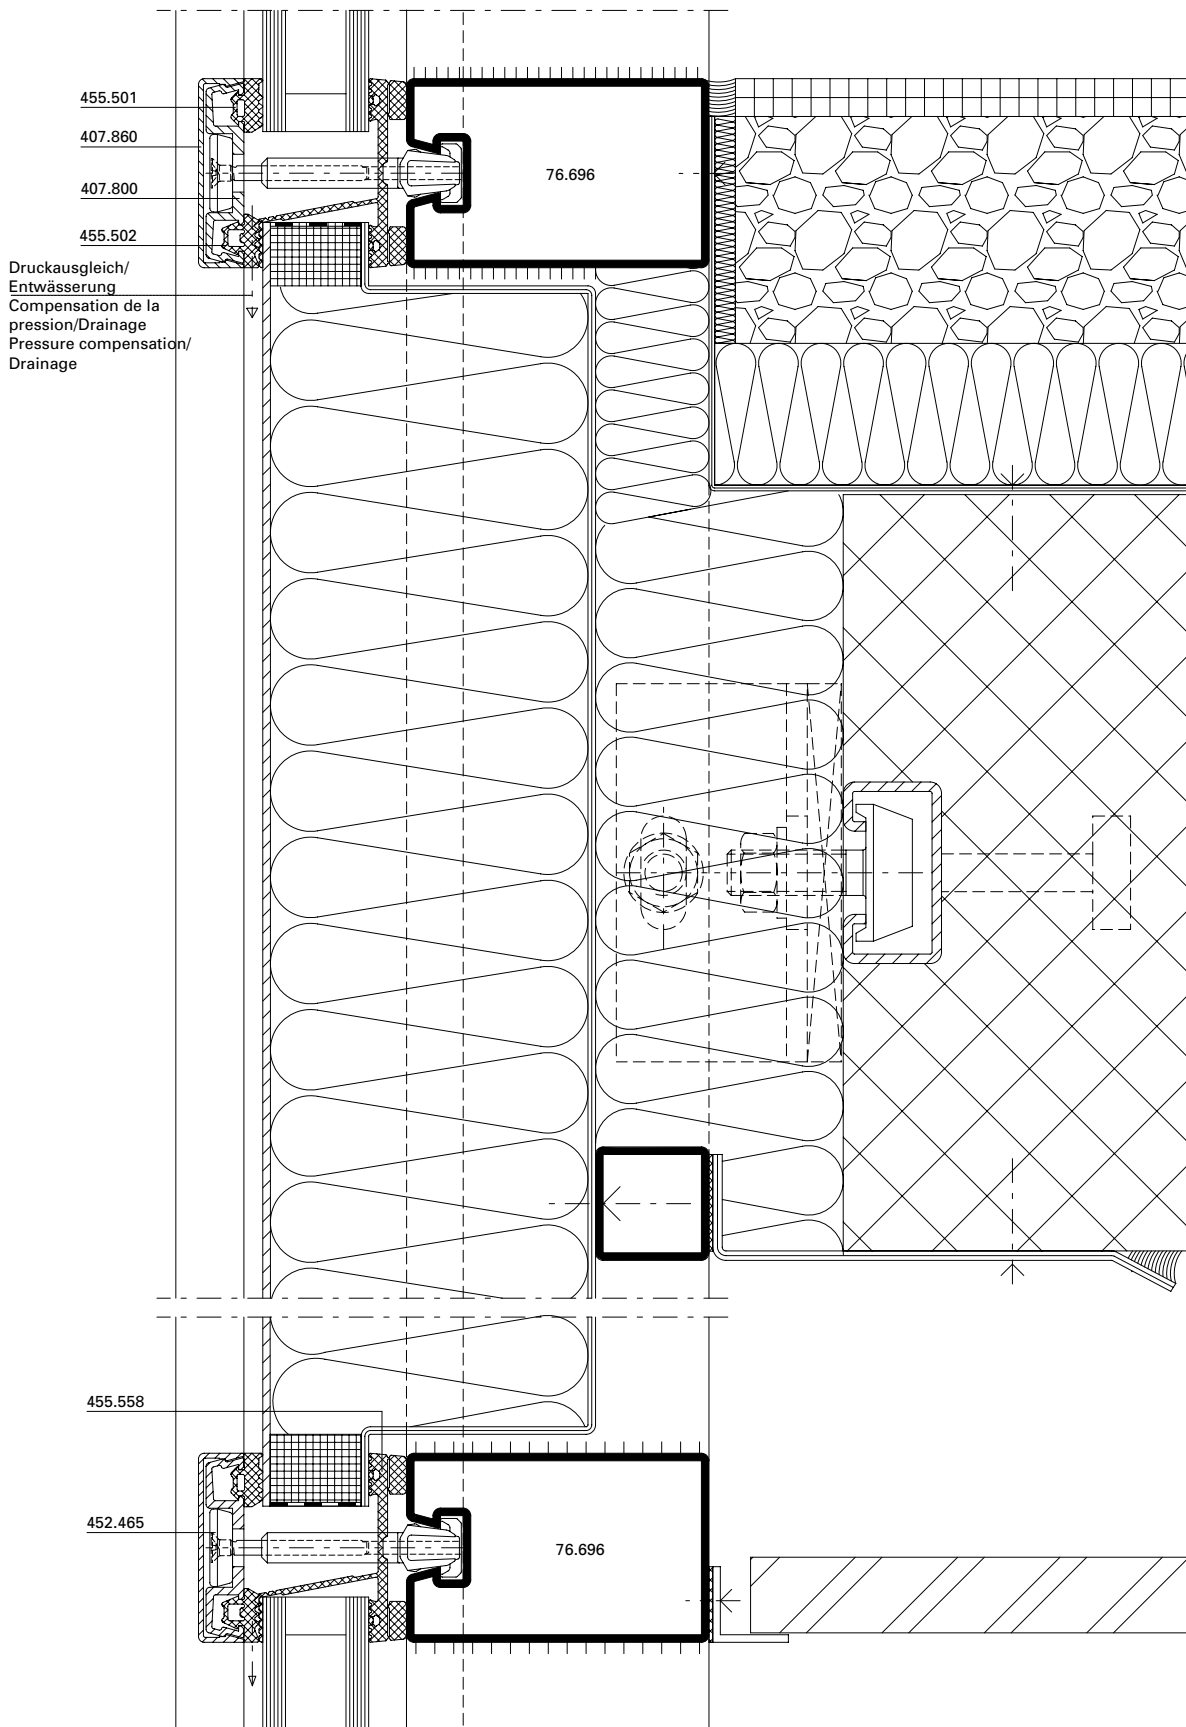 455.501
407.860
76.696
407.800
455.502
Druckausgleich/
Entwässerung
Compensation de la
pression/Drainage
Pressure compensation/
Drainage
455.558
452.465
76.696